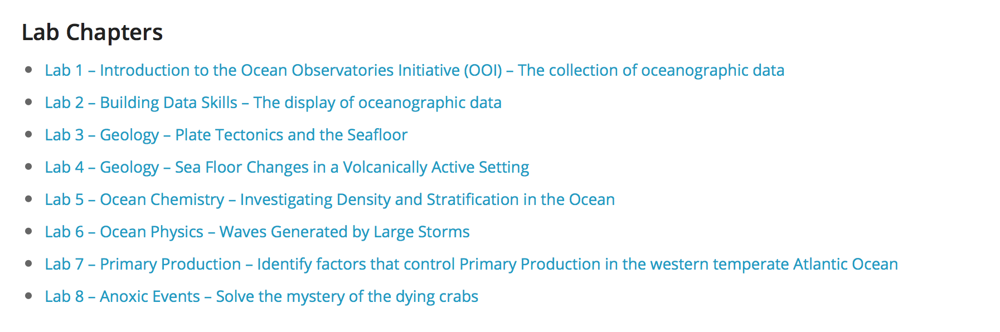 Lab Chapters
Lab 1 – Introduction to the Ocean Observatories Initiative (OOI) – The collection of oceanographic data
Lab 2 – Building Data Skills – The display of oceanographic data
Lab 3 – Geology – Plate Tectonics and the Seafloor
Lab 4 – Geology – Sea Floor Changes in a Volcanically Active Setting
Lab 5 – Ocean Chemistry – Investigating Density and Stratification in the Ocean
Lab 6 – Ocean Physics – Waves Generated by Large Storms
Lab 7 – Primary Production – Identify factors that control Primary Production in the western temperate Atlantic Ocean
Lab 8 – Anoxic Events – Solve the mystery of the dying crabs